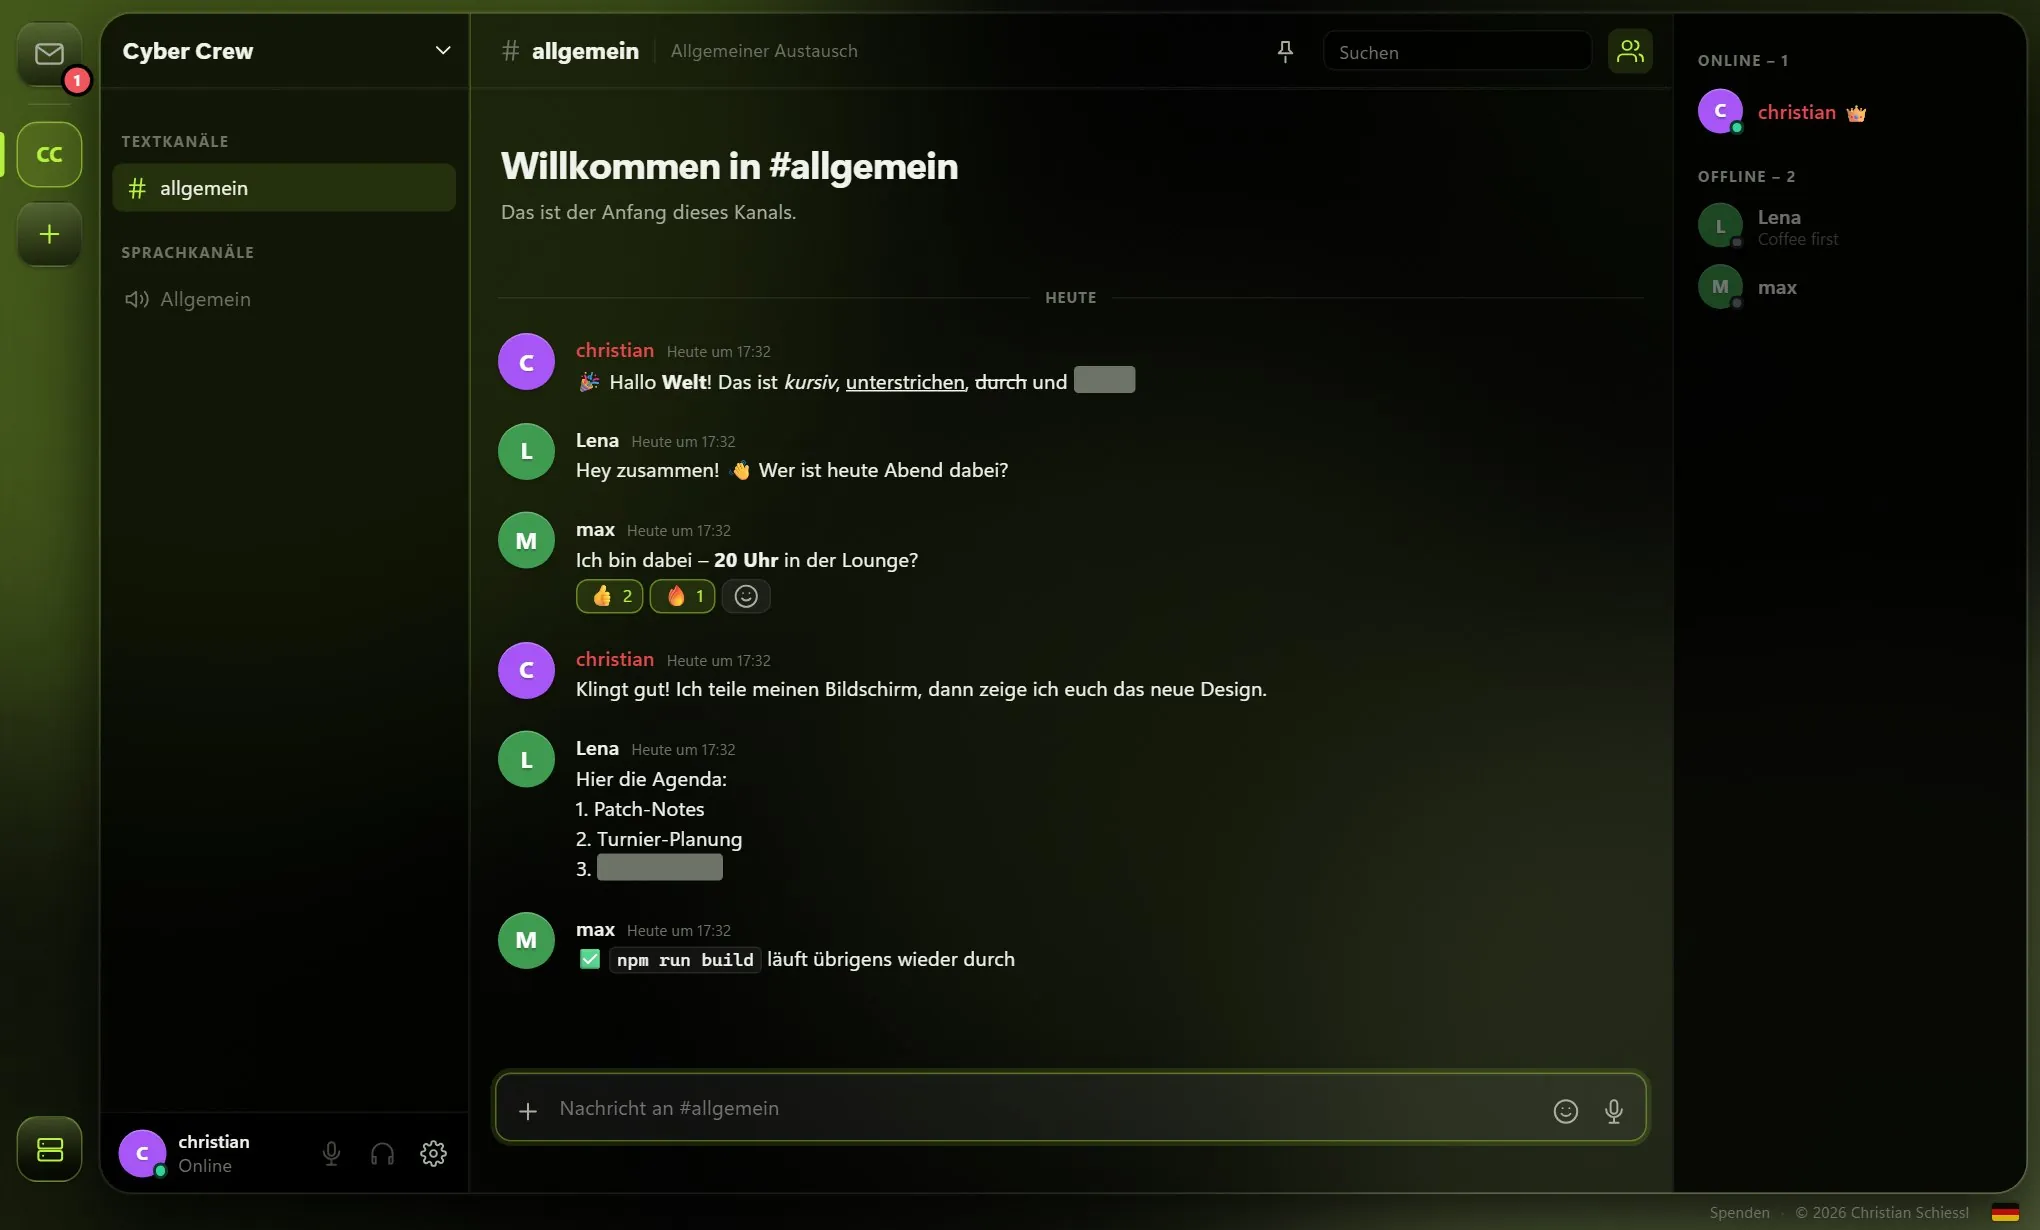 1
Cyber Crew
# allgemein
Allgemeiner Austausch
Suchen
CC
TEXTKANÄLE
# allgemein
SPRACHKANÄLE
Allgemein
Willkommen in #allgemein
Das ist der Anfang dieses Kanals.
HEUTE
C
christian Heute um 17:32
🎉 Hallo Welt! Das ist kursiv, unterstrichen, durch und
L
Lena Heute um 17:32
Hey zusammen! 👋 Wer ist heute Abend dabei?
M
max Heute um 17:32
Ich bin dabei – 20 Uhr in der Lounge?
👍 2 🔥 1
C
christian Heute um 17:32
Klingt gut! Ich teile meinen Bildschirm, dann zeige ich euch das neue Design.
L
Lena Heute um 17:32
Hier die Agenda:
1. Patch-Notes
2. Turnier-Planung
3.
M
max Heute um 17:32
✅ npm run build läuft übrigens wieder durch
Nachricht an #allgemein
C
christian
Online
ONLINE – 1
C
christian 👑
OFFLINE – 2
L
Lena
Coffee first
M
max
Spenden · © 2026 Christian Schiessl